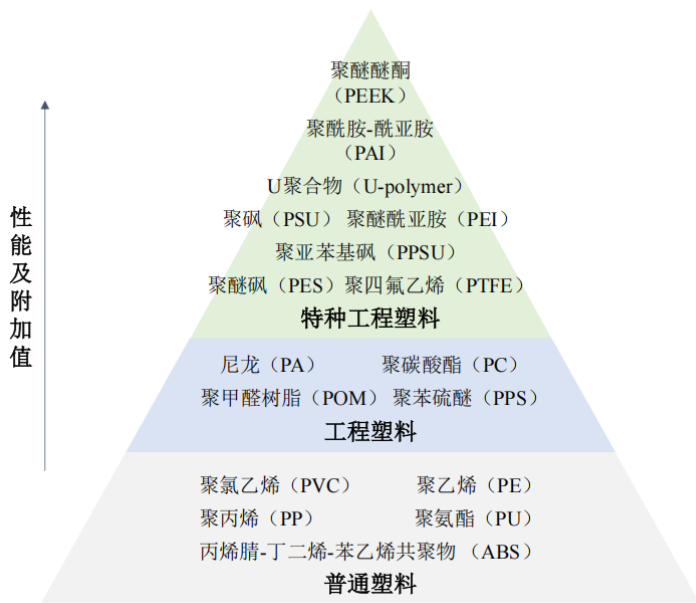 聚醚醚酮
（PEEK）
聚酰胺-酰亚胺
（PAI）
U聚合物（U-polymer）
聚砜（PSU） 聚醚酰亚胺（PEI）
聚亚苯基砜（PPSU）
聚醚砜（PES）聚四氟乙烯（PTFE）
特种工程塑料
性能及附加值
尼龙（PA） 聚碳酸酯（PC）
聚甲醛树脂（POM） 聚苯硫醚（PPS）
工程塑料
聚氯乙烯（PVC） 聚乙烯（PE）
聚丙烯（PP） 聚氨酯（PU）
丙烯腈-丁二烯-苯乙烯共聚物 （ABS）
普通塑料